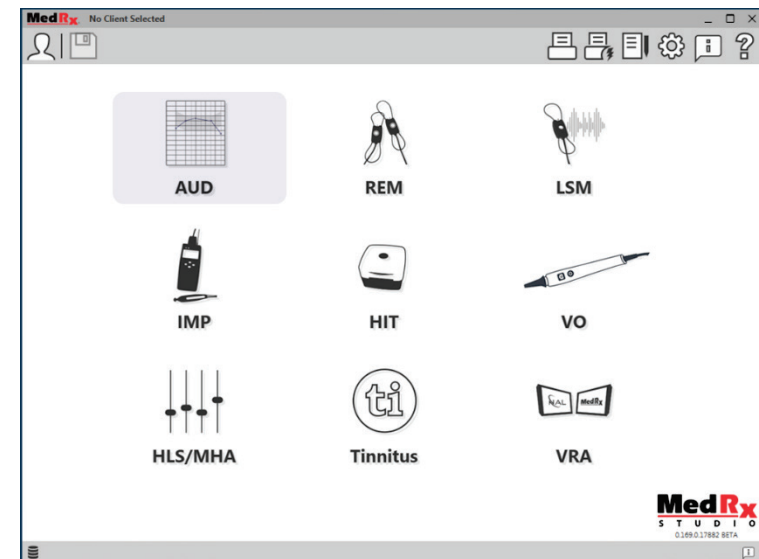 MedRx No Client Selected
AUD
REM
LSM
IMP
HIT
VO
HLS/MHA
ti
Tinnitus
NAL MedRx
VRA
MedRx
STUDIO
0.169.0.17882 BETA